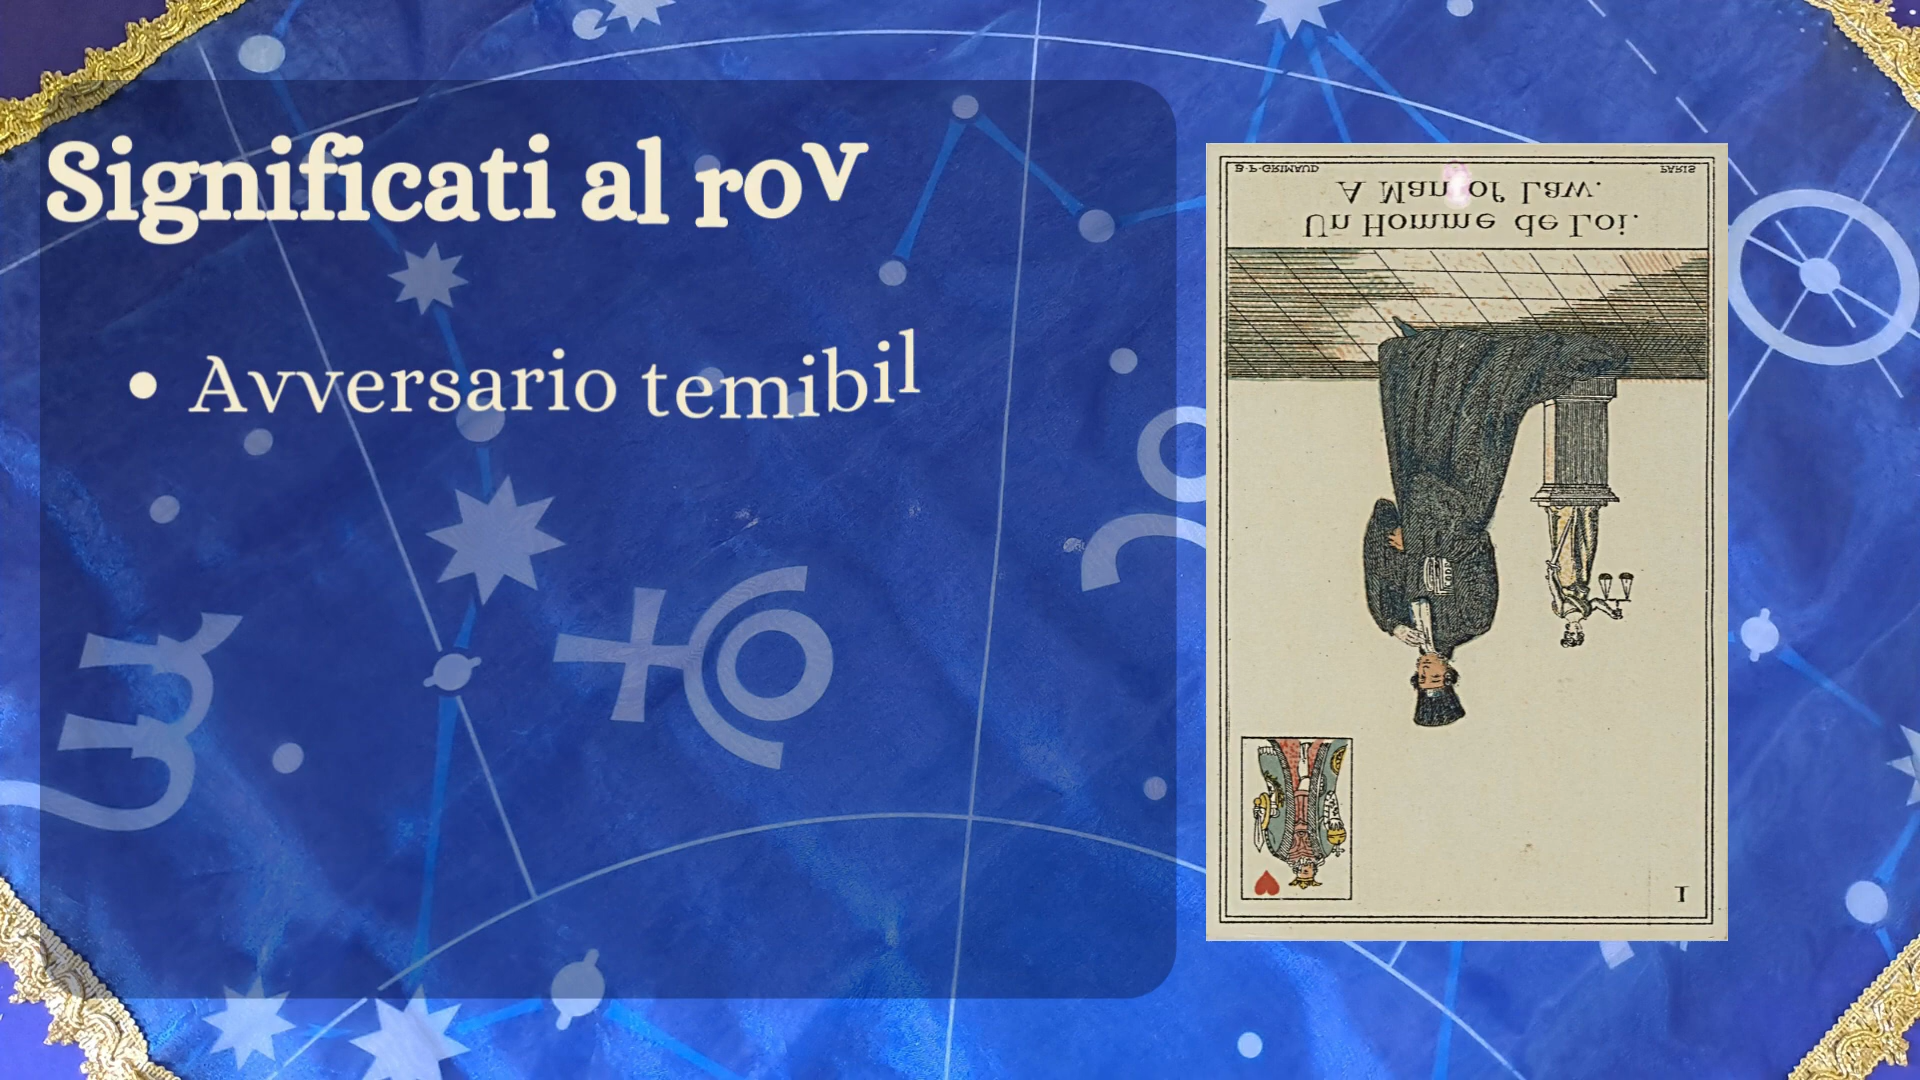 Significati al rov
• Avversario temibil
B.P. GRIMAUD
PARIS
A Man of Law.
Un Homme de Loi.
1